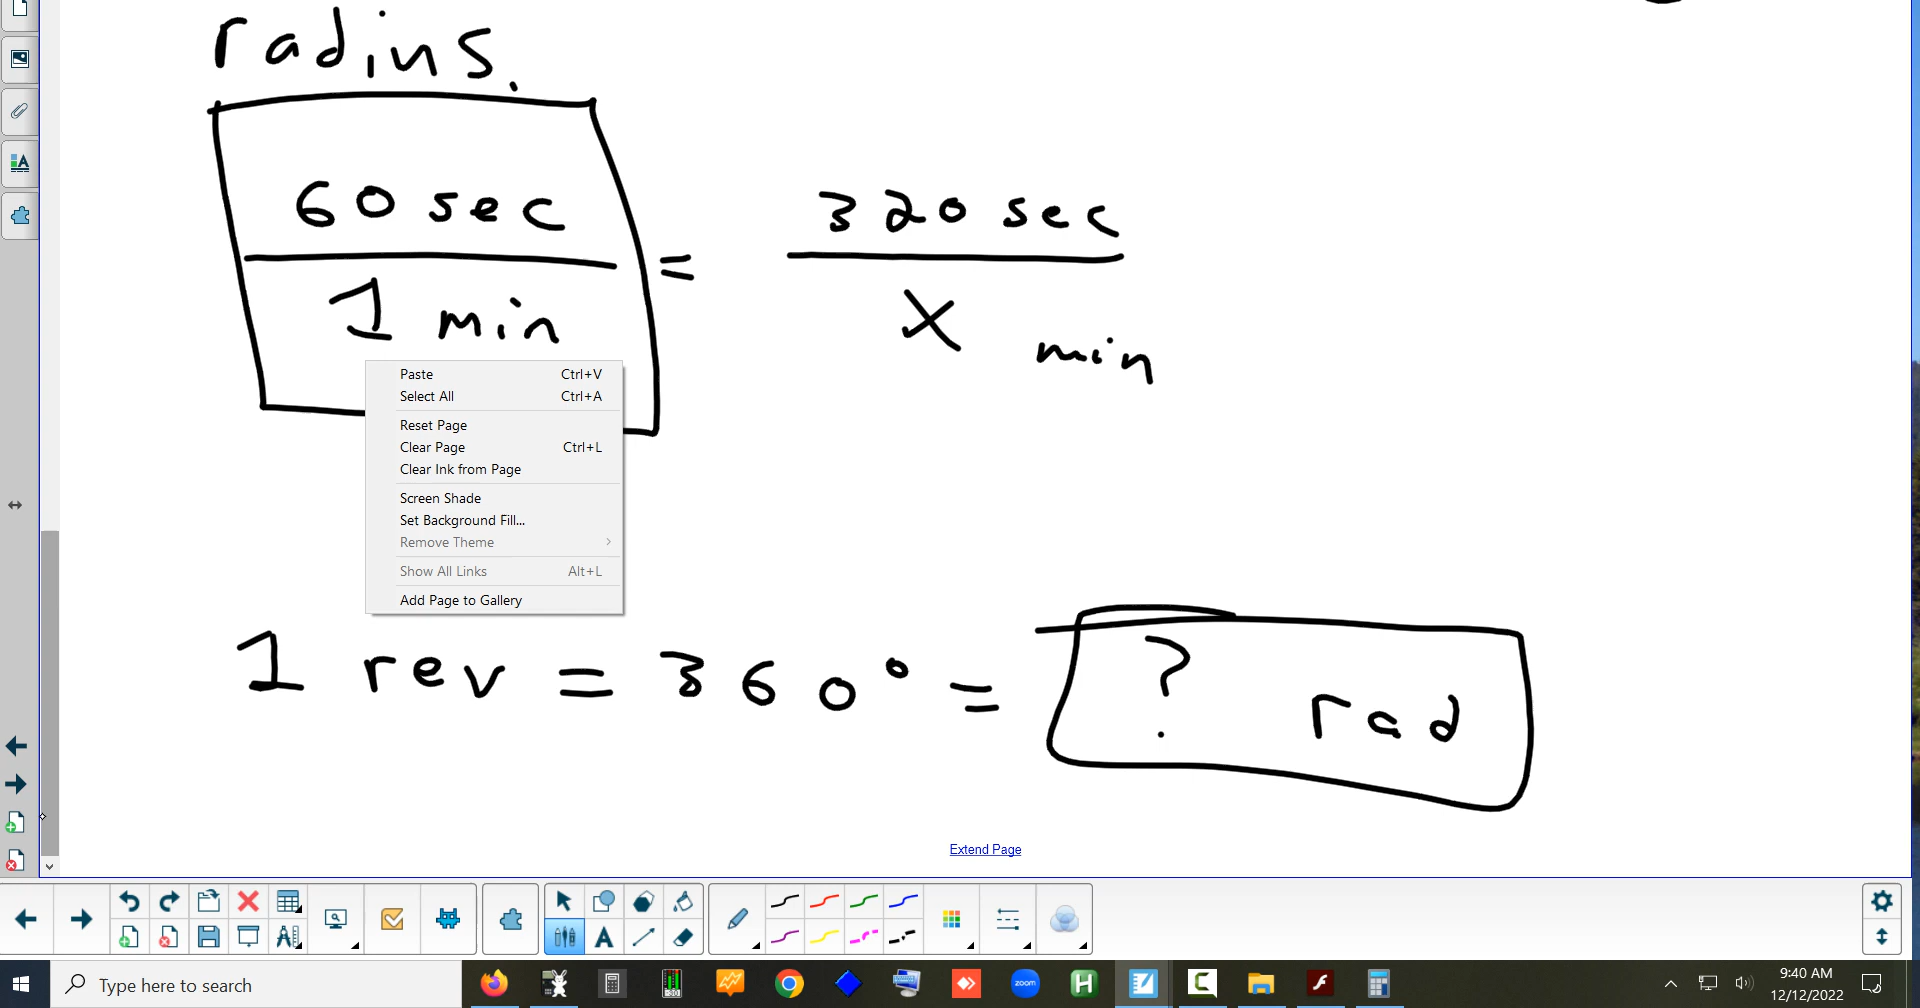 radius.
60 sec
1 min
=
320 sec
x min
Paste Ctrl+V
Select All Ctrl+A
Reset Page
Clear Page Ctrl+L
Clear Ink from Page
Screen Shade
Set Background Fill...
Remove Theme
Show All Links Alt+L
Add Page to Gallery
1 rev = 360° = ? rad
Extend Page
Type here to search
zoom
9:40 AM
12/12/2022